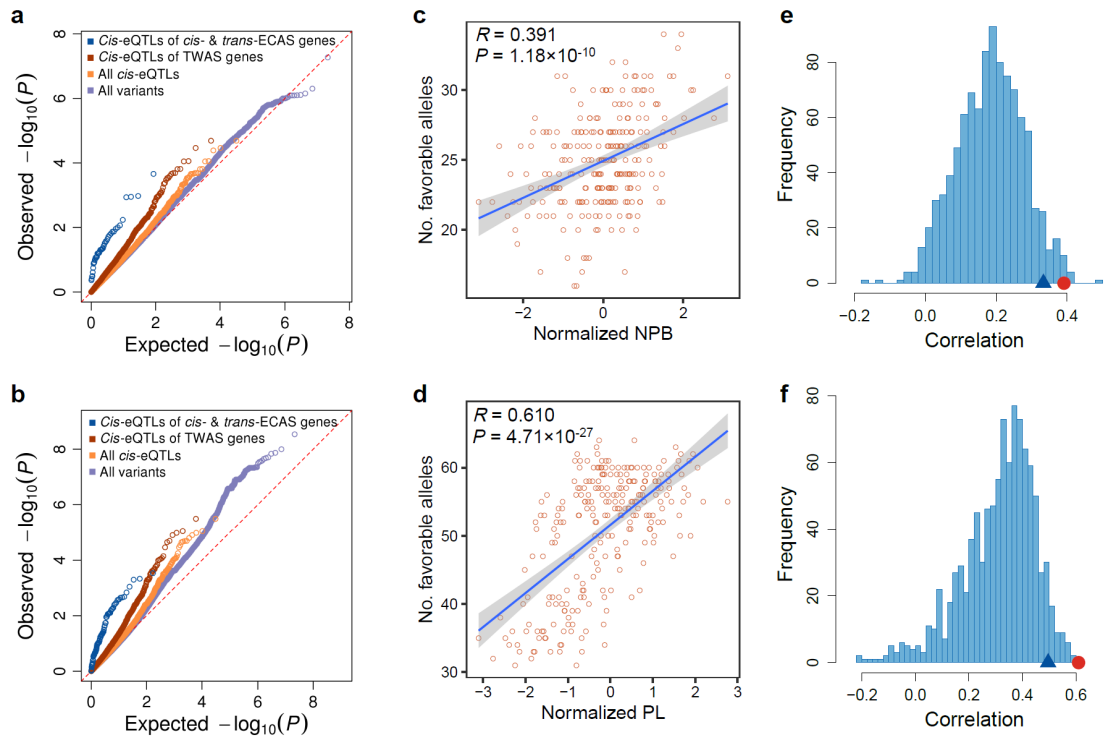 a
Cis-eQTLs of cis- & trans-ECAS genes
Cis-eQTLs of TWAS genes
All cis-eQTLs
All variants
Observed −log10(P)
0 2 4 6 8
0 2 4 6 8
Expected −log10(P)
c
R = 0.391
P = 1.18×10-10
No. favorable alleles
20 25 30
−2 0 2
Normalized NPB
e
Frequency
0 20 40 60 80
−0.2 0.0 0.2 0.4
Correlation
b
Cis-eQTLs of cis- & trans-ECAS genes
Cis-eQTLs of TWAS genes
All cis-eQTLs
All variants
Observed −log10(P)
0 2 4 6 8
0 2 4 6 8
Expected −log10(P)
d
R = 0.610
P = 4.71×10-27
No. favorable alleles
30 40 50 60
−3 −2 −1 0 1 2 3
Normalized PL
f
Frequency
0 20 40 60 80
−0.2 0.0 0.2 0.4 0.6
Correlation